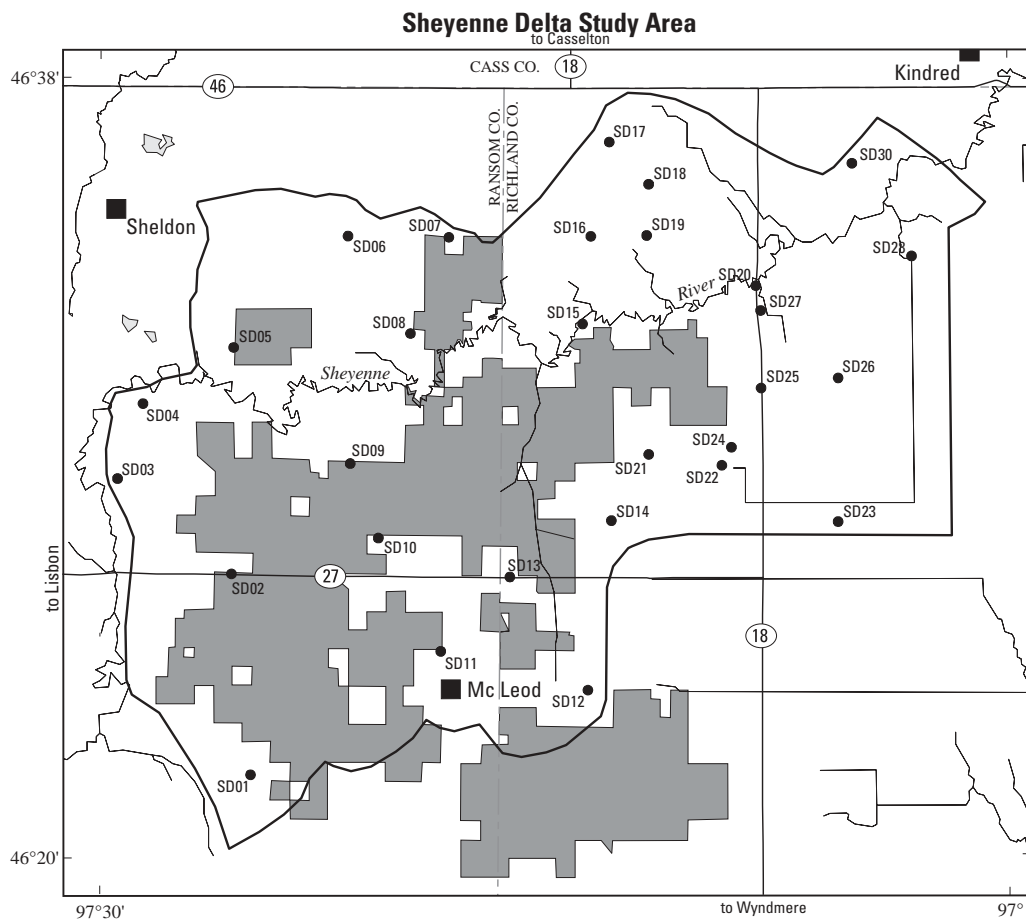 Sheyenne Delta Study Area
to Casselton
46°38'
46
CASS CO.
18
Kindred
RANSOM CO.
RICHLAND CO.
SD17
SD30
SD18
Sheldon
SD06
SD07
SD16
SD19
SD28
SD20
River
SD27
SD15
SD08
SD05
Sheyenne
SD26
SD25
SD04
SD24
SD09
SD21
SD22
SD03
SD14
SD23
SD10
to Lisbon
27
SD13
SD02
18
SD11
Mc Leod
SD12
SD01
46°20'
97°30'
to Wyndmere
97°